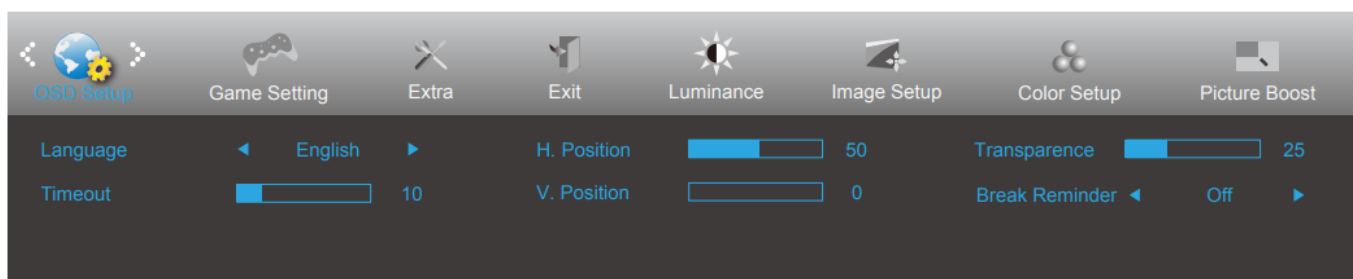 OSD Setup Game Setting Extra Exit Luminance Image Setup Color Setup Picture Boost
Language English H. Position 50 Transparence 25
Timeout 10 V. Position 0 Break Reminder Off